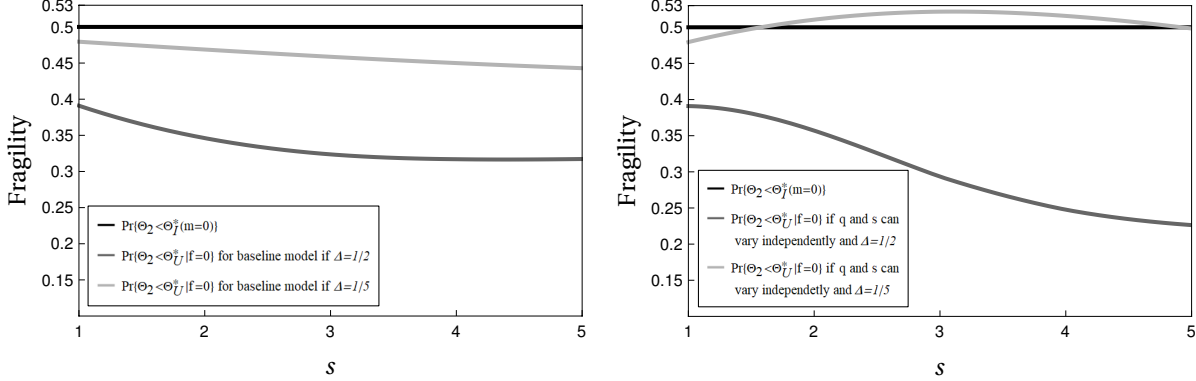 0.53
0.5
0.45
0.4
0.35
0.3
0.25
0.2
0.15
Fragility
Pr{Θ2<Θ*I(m=0)}
Pr{Θ2<Θ*U|f=0} for baseline model if Δ=1/2
Pr{Θ2<Θ*U|f=0} for baseline model if Δ=1/5
1 2 3 4 5
s
0.53
0.5
0.45
0.4
0.35
0.3
0.25
0.2
0.15
Fragility
Pr{Θ2<Θ*I(m=0)}
Pr{Θ2<Θ*U|f=0} if q and s can
vary independently and Δ=1/2
Pr{Θ2<Θ*U|f=0} if q and s can
vary independetly and Δ=1/5
1 2 3 4 5
s